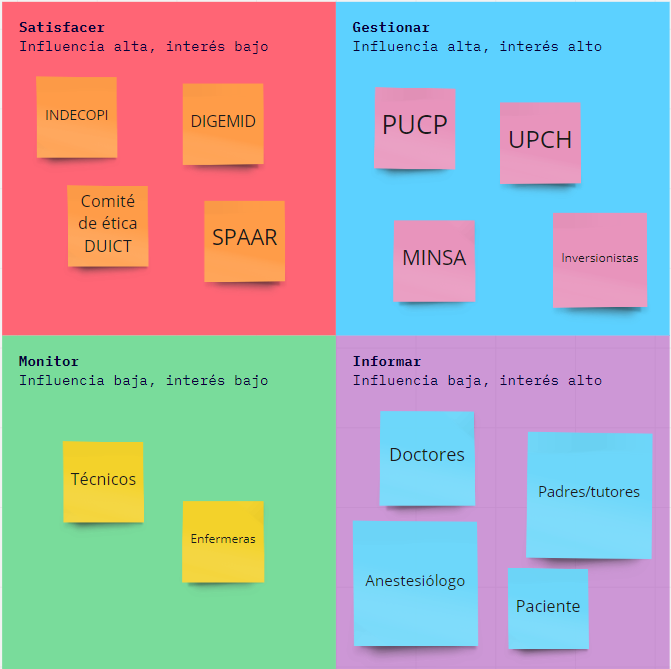 Satisfacer
Influencia alta, interés bajo
INDECOPI
DIGEMID
Comité
de ética
DUICT
SPAAR
Gestionar
Influencia alta, interés alto
PUCP
UPCH
MINSA
Inversionistas
Monitor
Influencia baja, interés bajo
Técnicos
Enfermeras
Informar
Influencia baja, interés alto
Doctores
Padres/tutores
Anestesiólogo
Paciente